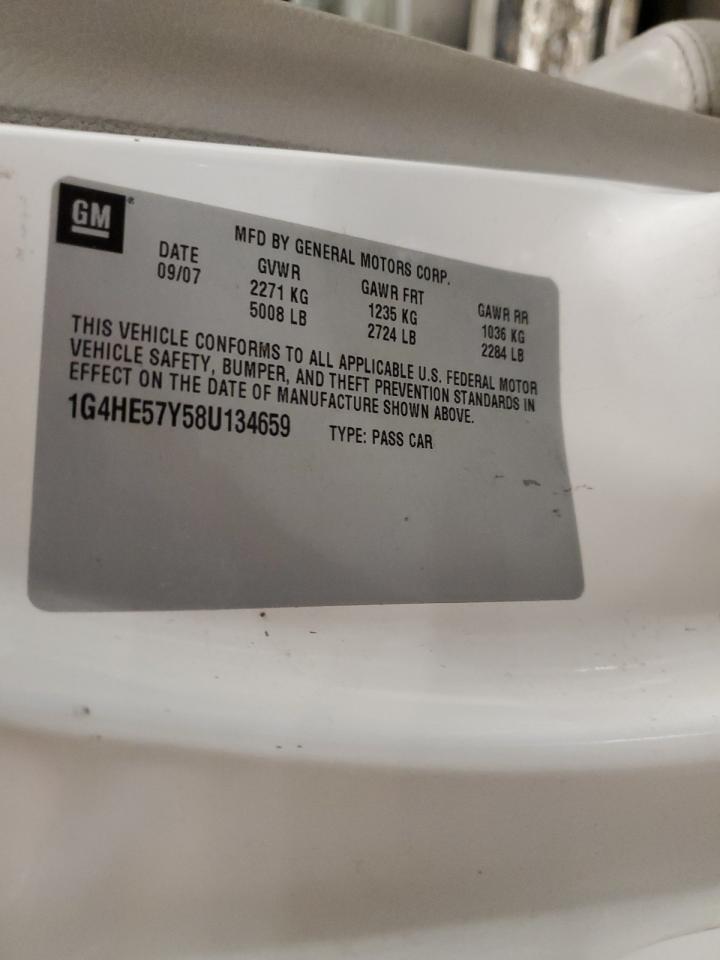 GM®
MFD BY GENERAL MOTORS CORP.
DATE GVWR GAWR FRT GAWR RR
09/07 2271 KG 1235 KG 1036 KG
5008 LB 2724 LB 2284 LB
THIS VEHICLE CONFORMS TO ALL APPLICABLE U.S. FEDERAL MOTOR
VEHICLE SAFETY, BUMPER, AND THEFT PREVENTION STANDARDS IN
EFFECT ON THE DATE OF MANUFACTURE SHOWN ABOVE.
1G4HE57Y58U134659 TYPE: PASS CAR